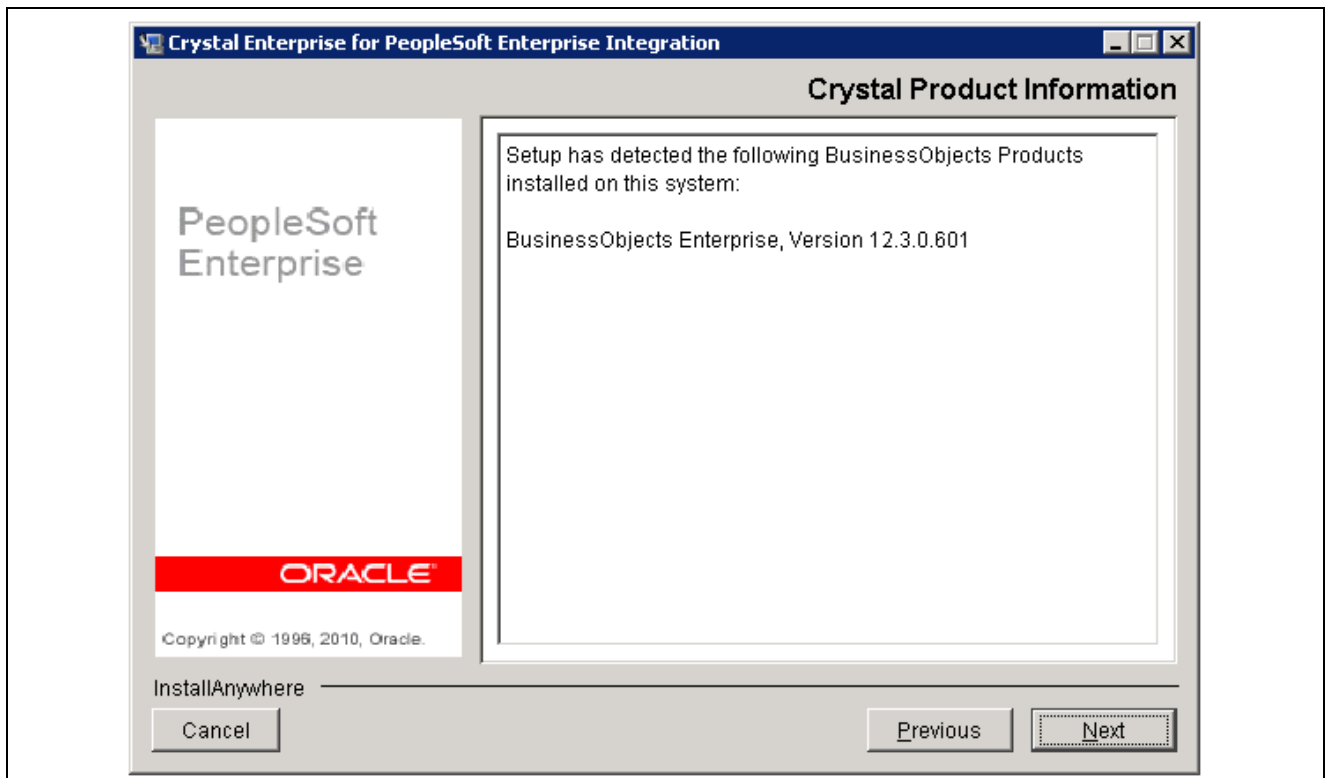 Crystal Enterprise for PeopleSoft Enterprise Integration
Crystal Product Information
PeopleSoft
Enterprise
ORACLE
Copyright © 1996, 2010, Oracle.
Setup has detected the following BusinessObjects Products
installed on this system:
BusinessObjects Enterprise, Version 12.3.0.601
InstallAnywhere
Cancel
Previous
Next